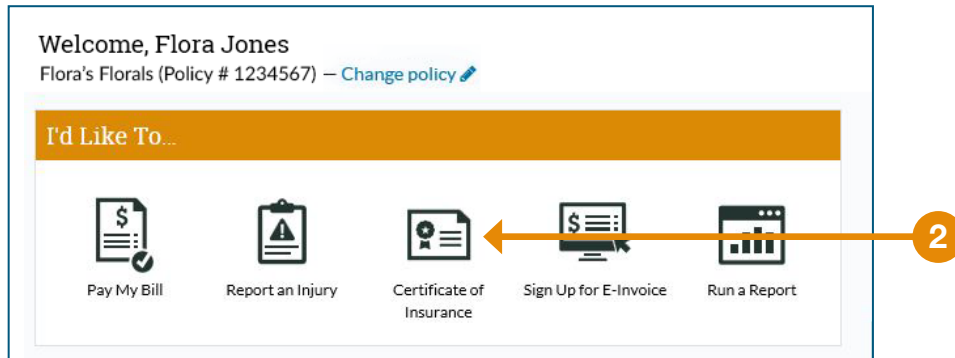 Welcome, Flora Jones
Flora's Florals (Policy # 1234567) — Change policy
I'd Like To...
$
$
2
Pay My Bill
Report an Injury
Certificate of
Insurance
Sign Up for E-Invoice
Run a Report